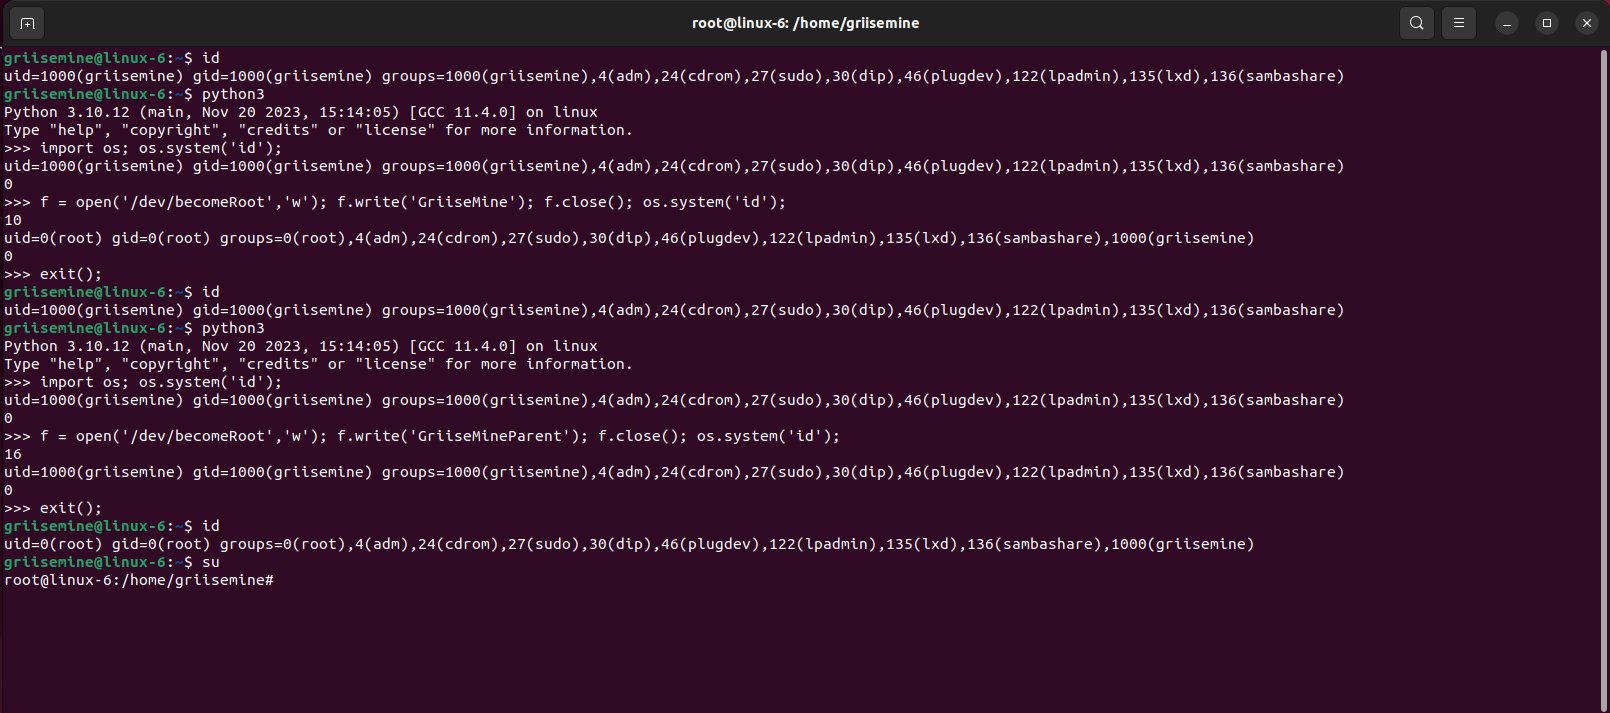 root@linux-6: /home/griisemine
griisemine@linux-6:~$ id
uid=1000(griisemine) gid=1000(griisemine) groups=1000(griisemine),4(adm),24(cdrom),27(sudo),30(dip),46(plugdev),122(lpadmin),135(lxd),136(sambashare)
griisemine@linux-6:~$ python3
Python 3.10.12 (main, Nov 20 2023, 15:14:05) [GCC 11.4.0] on linux
Type "help", "copyright", "credits" or "license" for more information.
>>> import os; os.system('id');
uid=1000(griisemine) gid=1000(griisemine) groups=1000(griisemine),4(adm),24(cdrom),27(sudo),30(dip),46(plugdev),122(lpadmin),135(lxd),136(sambashare)
0
>>> f = open('/dev/becomeRoot','w'); f.write('GriiseMine'); f.close(); os.system('id');
10
uid=0(root) gid=0(root) groups=0(root),4(adm),24(cdrom),27(sudo),30(dip),46(plugdev),122(lpadmin),135(lxd),136(sambashare),1000(griisemine)
0
>>> exit();
griisemine@linux-6:~$ id
uid=1000(griisemine) gid=1000(griisemine) groups=1000(griisemine),4(adm),24(cdrom),27(sudo),30(dip),46(plugdev),122(lpadmin),135(lxd),136(sambashare)
griisemine@linux-6:~$ python3
Python 3.10.12 (main, Nov 20 2023, 15:14:05) [GCC 11.4.0] on linux
Type "help", "copyright", "credits" or "license" for more information.
>>> import os; os.system('id');
uid=1000(griisemine) gid=1000(griisemine) groups=1000(griisemine),4(adm),24(cdrom),27(sudo),30(dip),46(plugdev),122(lpadmin),135(lxd),136(sambashare)
0
>>> f = open('/dev/becomeRoot','w'); f.write('GriiseMineParent'); f.close(); os.system('id');
16
uid=1000(griisemine) gid=1000(griisemine) groups=1000(griisemine),4(adm),24(cdrom),27(sudo),30(dip),46(plugdev),122(lpadmin),135(lxd),136(sambashare)
0
>>> exit();
griisemine@linux-6:~$ id
uid=0(root) gid=0(root) groups=0(root),4(adm),24(cdrom),27(sudo),30(dip),46(plugdev),122(lpadmin),135(lxd),136(sambashare),1000(griisemine)
griisemine@linux-6:~$ su
root@linux-6:/home/griisemine#